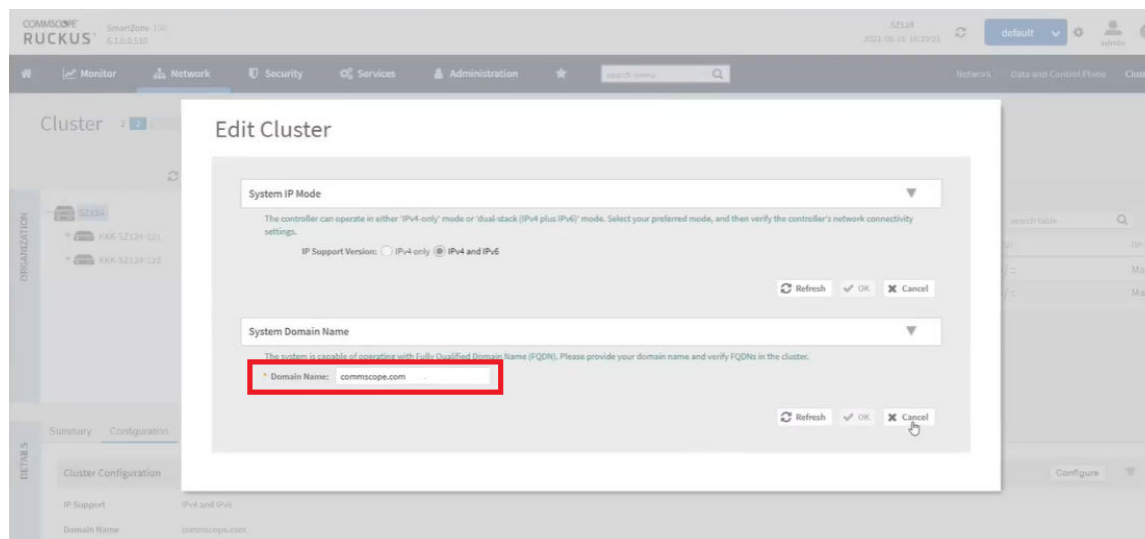 COMMSCOPE
RUCKUS
SmartZone
SZ124
default
admin
Monitor
Network
Security
Services
Administration
search menu
Network
Data and Control Plane
Cluster
Edit Cluster
System IP Mode
The controller can operate in either 'IPv4-only' mode or 'dual-stack (IPv4 plus IPv6)' mode. Select your preferred mode, and then verify the controller's network connectivity
settings.
IP Support Version: IPv4 only IPv4 and IPv6
Refresh OK Cancel
ORGANIZATION
SZ124
search table
System Domain Name
The system is capable of operating with Fully Qualified Domain Name (FQDN). Please provide your domain name and verify FQDNs in the cluster.
* Domain Name: commscope.com
Refresh OK Cancel
DETAILS
Summary Configuration
Cluster Configuration
Configure
IP Support IPv4 and IPv6
Domain Name commscope.com